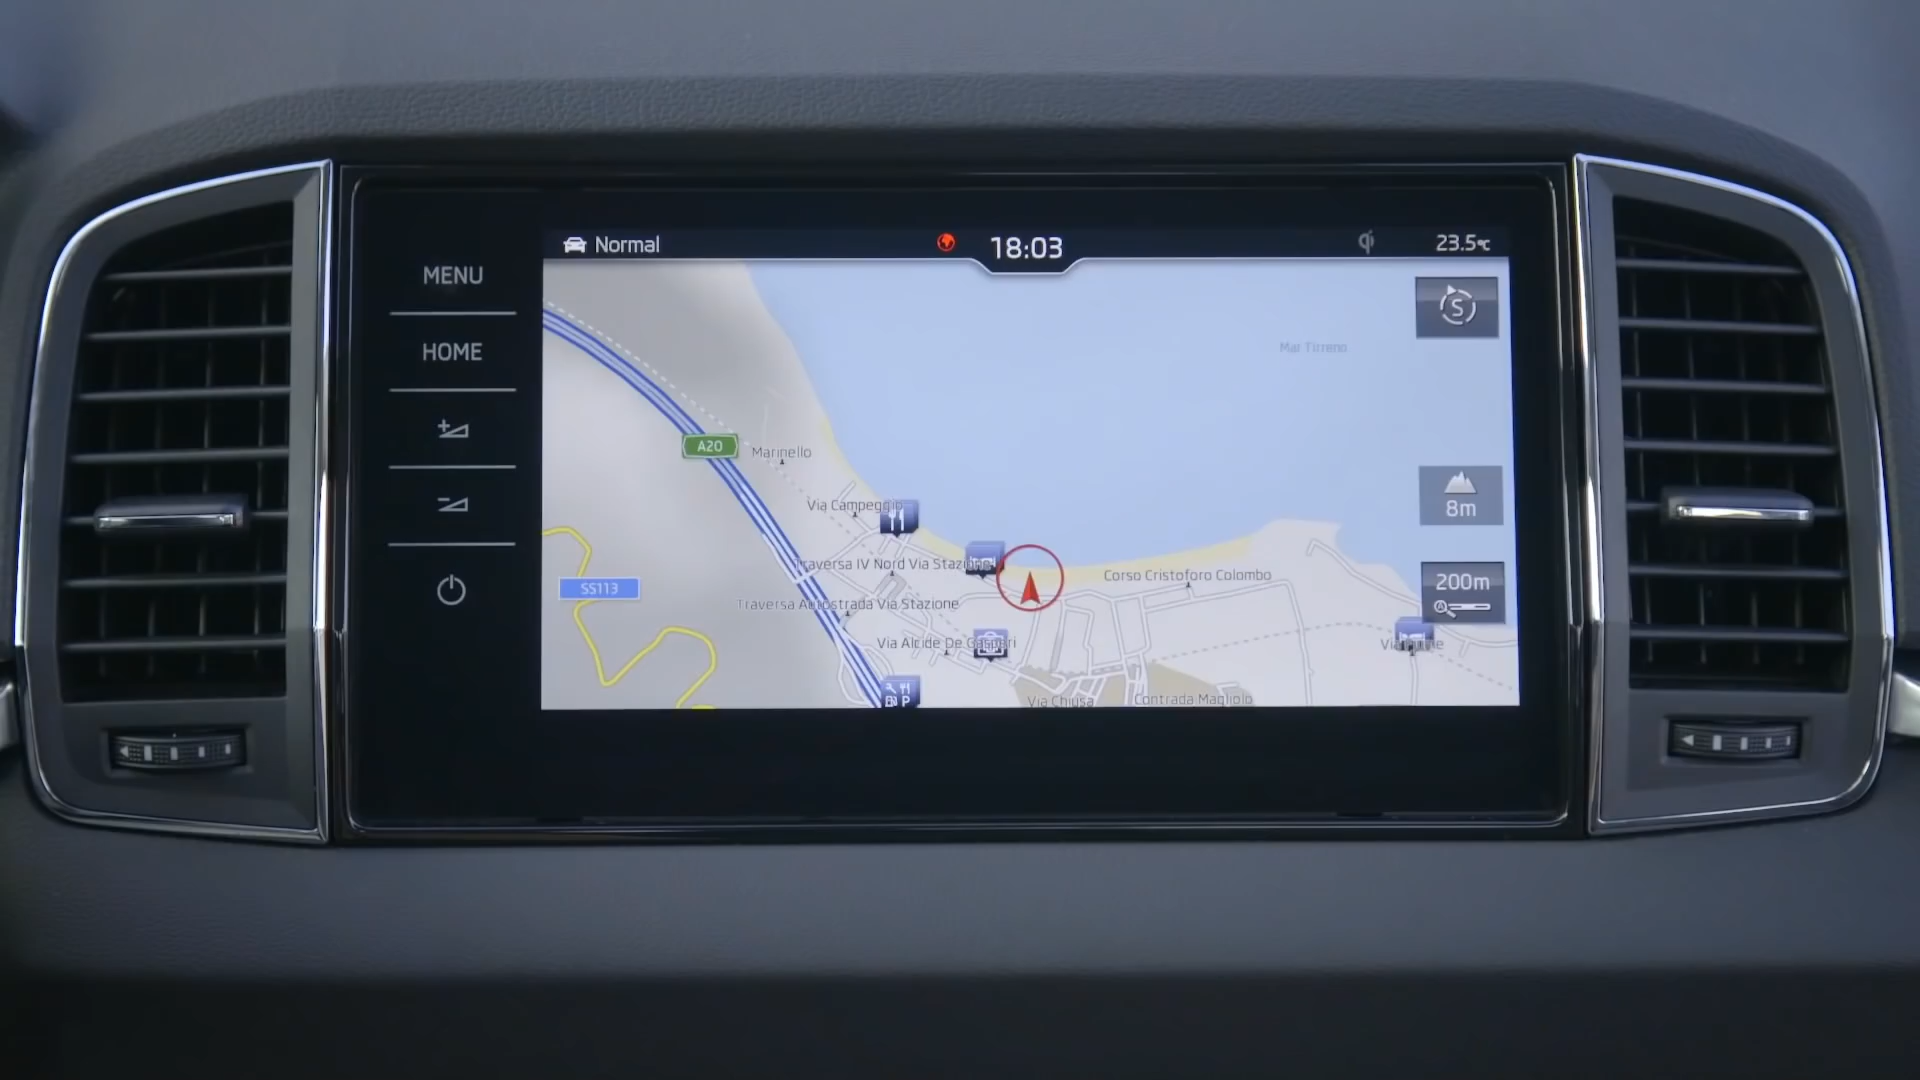 Normal
18:03
23.5°C
MENU
HOME
S
Mar Tirreno
A20
Marinello
8m
Via Campeggio
Traversa IV Nord Via Stazione
Corso Cristoforo Colombo
200m
A
SS113
Traversa Autostrada Via Stazione
Via Alcide De Gasperi
P
Via Chiusa
Contrada Magliolo